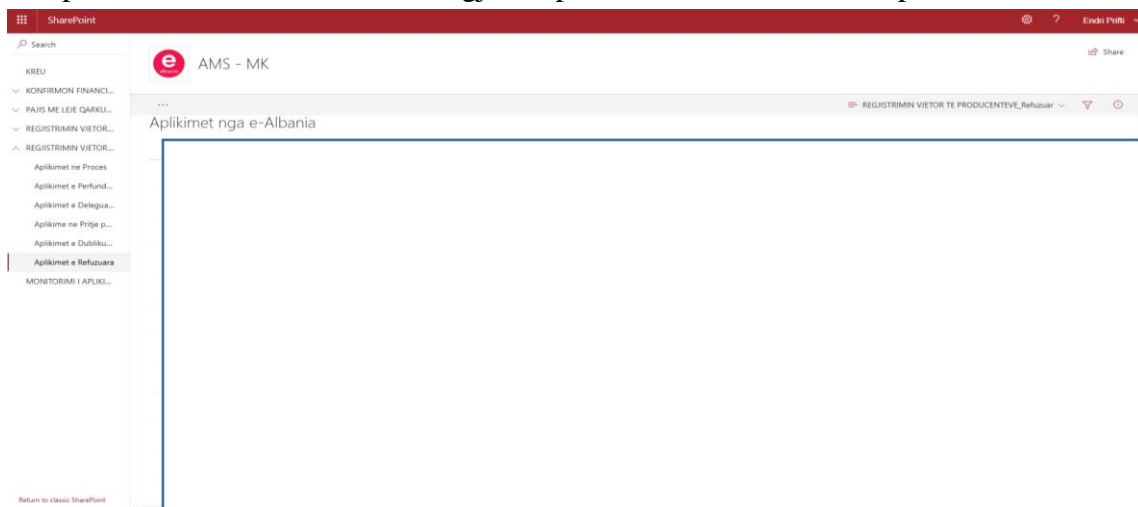 SharePoint
?
Endri Prifti
Search
Share
KREU
AMS - MK
KONFIRMON FINANCI...
PAJIS ME LEJE QARKU...
...
REGJISTRIMIN VJETOR TE PRODUCENTEVE_Refuzuar
REGJISTRIMIN VJETOR...
Aplikimet nga e-Albania
REGJISTRIMIN VJETOR...
Aplikimet ne Proces
Aplikimet e Perfund...
Aplikimet e Delegua...
Aplikime ne Pritje p...
Aplikimet e Dubliku...
Aplikimet e Refuzuara
MONITORIMI I APLIKI...
Return to classic SharePoint